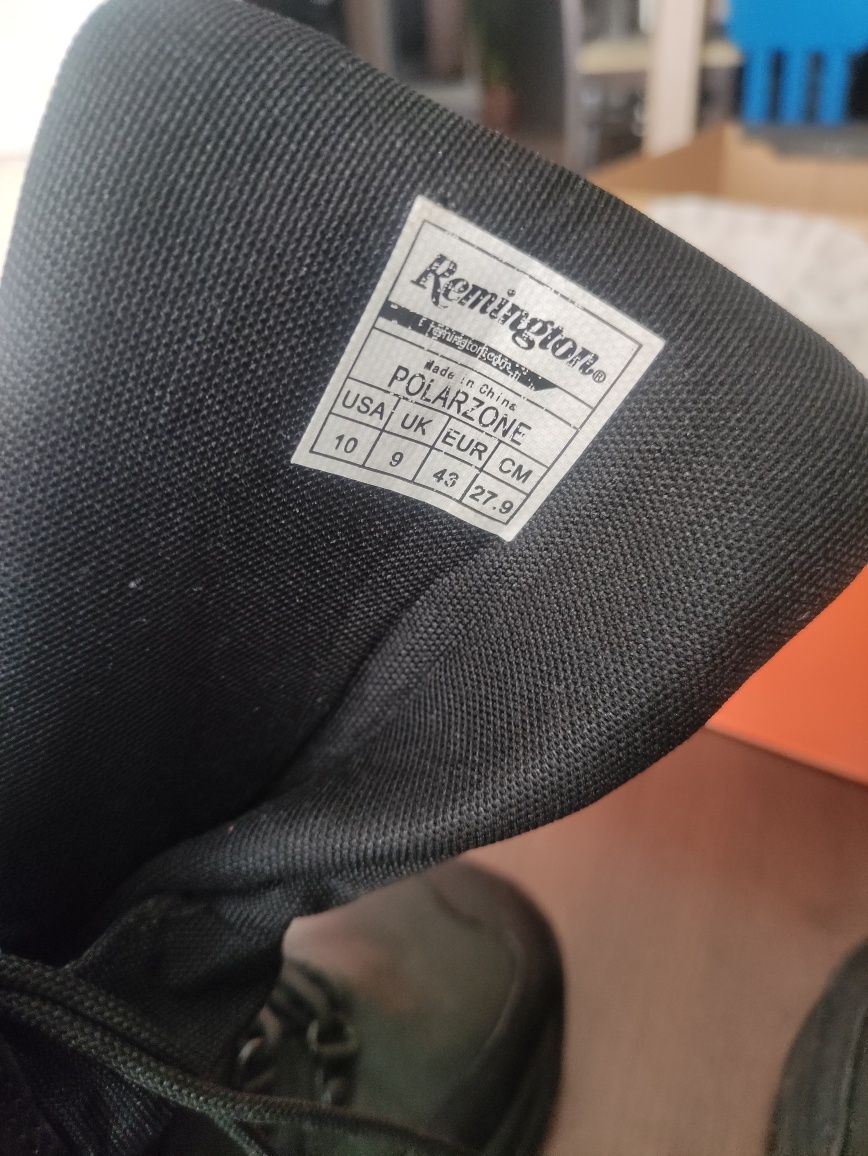 Remington®
Made in China
POLARZONE
USA UK EUR CM
10 9 43 27.9